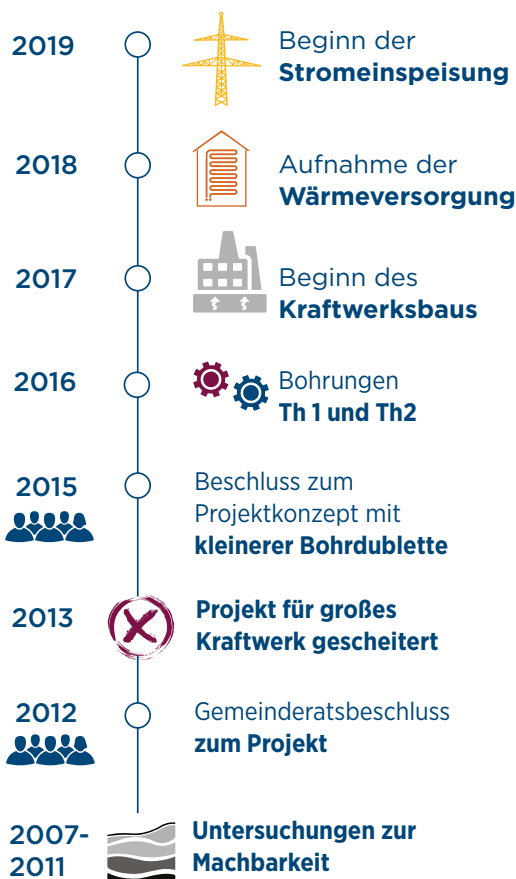 2019
Beginn der
Stromeinspeisung
2018
Aufnahme der
Wärmeversorgung
2017
Beginn des
Kraftwerksbaus
2016
Bohrungen
Th 1 und Th2
2015
Beschluss zum
Projektkonzept mit
kleinerer Bohrdublette
2013
Projekt für großes
Kraftwerk gescheitert
2012
Gemeinderatsbeschluss
zum Projekt
2007-
2011
Untersuchungen zur
Machbarkeit